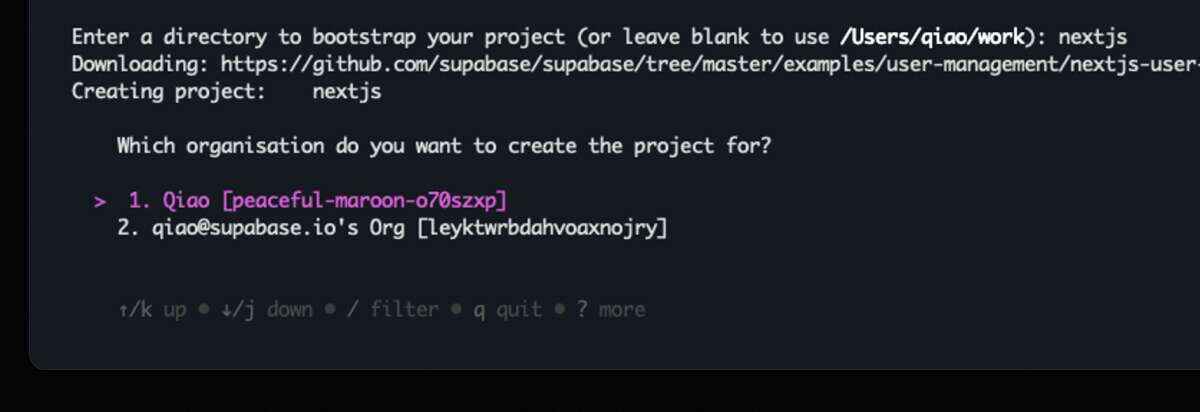 Enter a directory to bootstrap your project (or leave blank to use /Users/qiao/work): nextjs
Downloading: https://github.com/supabase/supabase/tree/master/examples/user-management/nextjs-user-
Creating project:    nextjs
Which organisation do you want to create the project for?
>  1. Qiao [peaceful-maroon-o70szxp]
2. qiao@supabase.io's Org [leyktwrbdahvoaxnojry]
↑/k up • ↓/j down • / filter • q quit • ? more